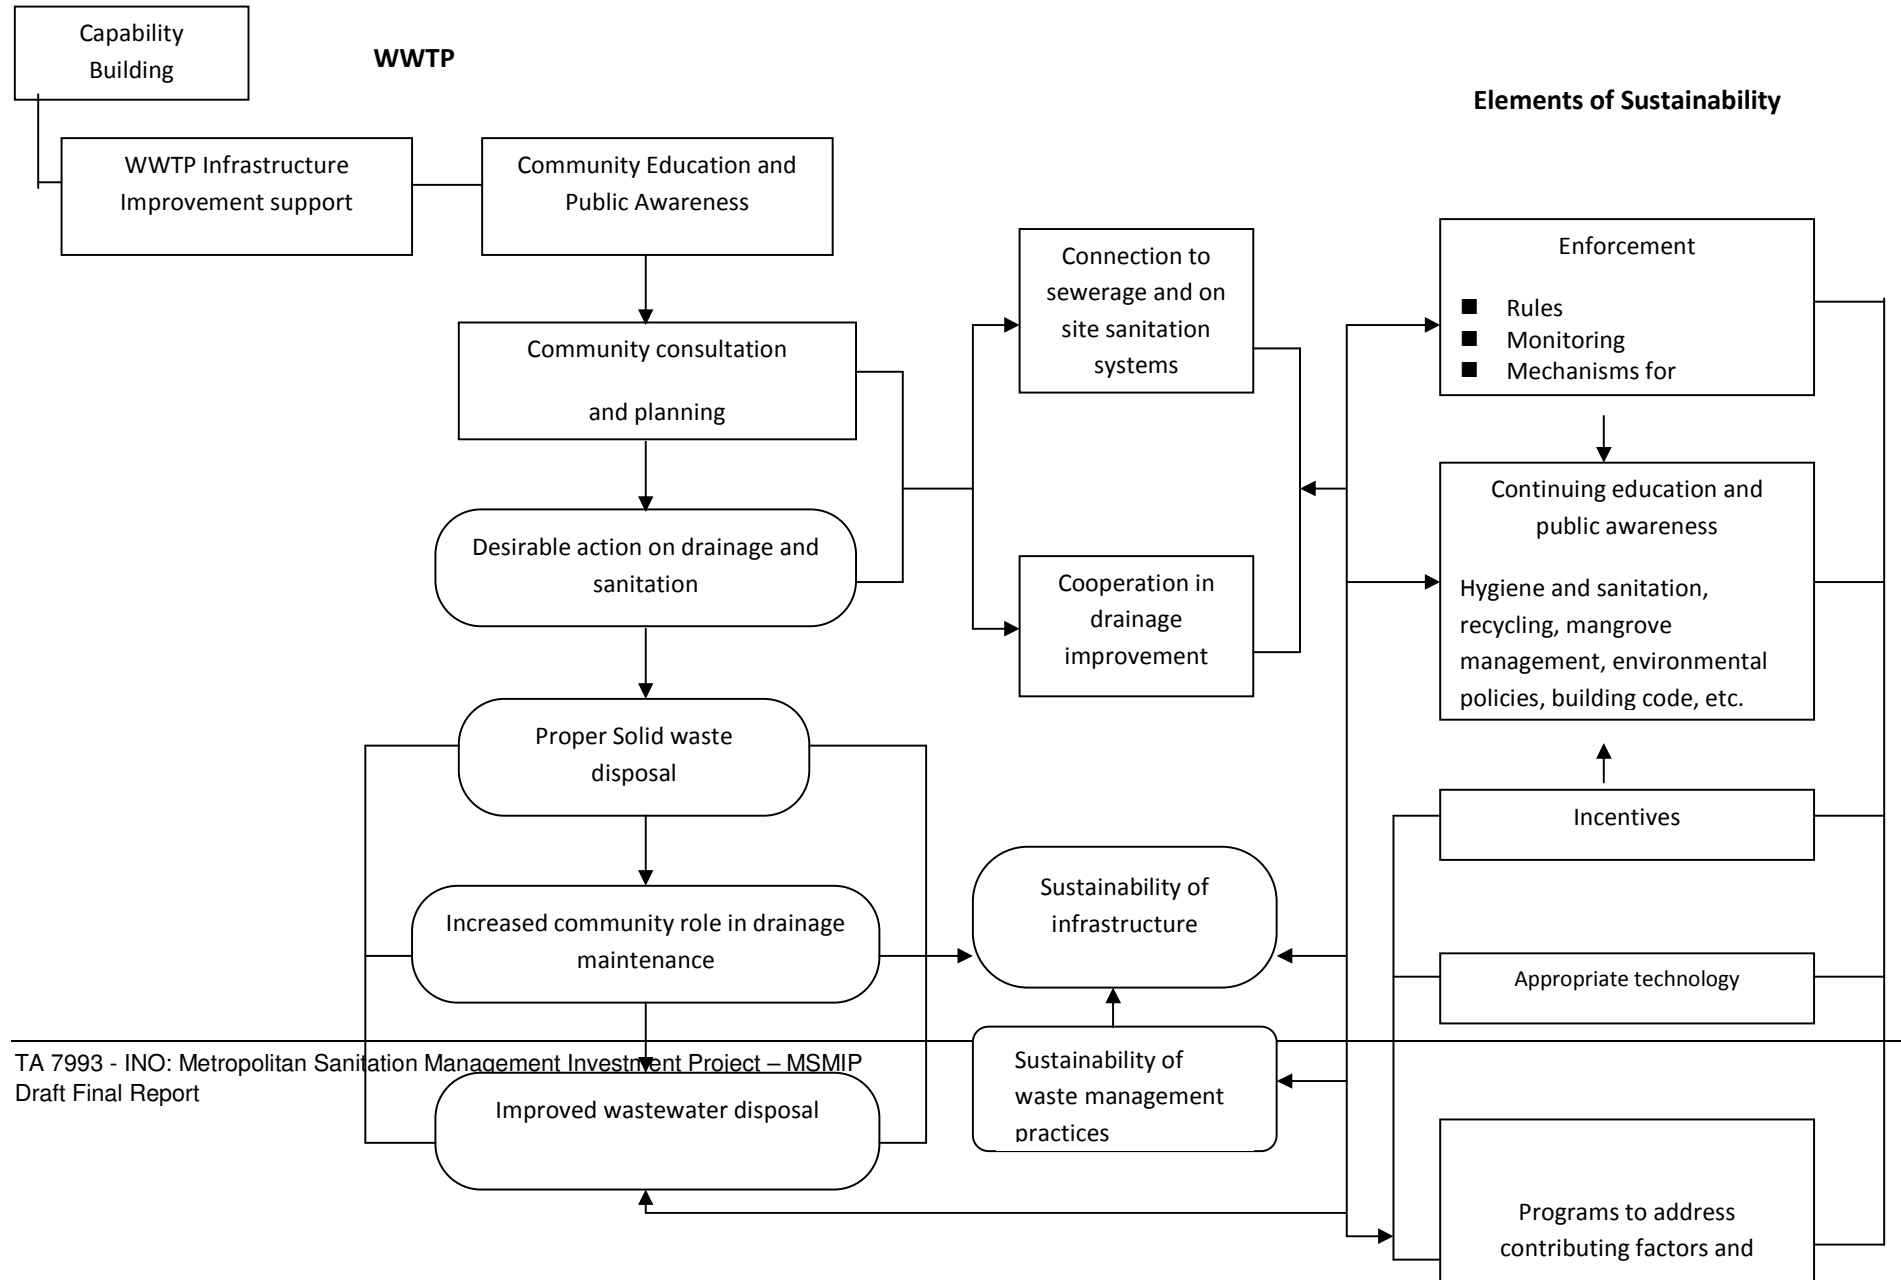 Capability
Building
WWTP
Elements of Sustainability
WWTP Infrastructure
Improvement support
Community Education and
Public Awareness
Community consultation
and planning
Desirable action on drainage and
sanitation
Proper Solid waste
disposal
Increased community role in drainage
maintenance
Improved wastewater disposal
Connection to
sewerage and on
site sanitation
systems
Cooperation in
drainage
improvement
Sustainability of
infrastructure
Sustainability of
waste management
practices
Enforcement
Rules
Monitoring
Mechanisms for
Continuing education and
public awareness
Hygiene and sanitation,
recycling, mangrove
management, environmental
policies, building code, etc.
Incentives
Appropriate technology
Programs to address
contributing factors and
TA 7993 - INO: Metropolitan Sanitation Management Investment Project – MSMIP
Draft Final Report